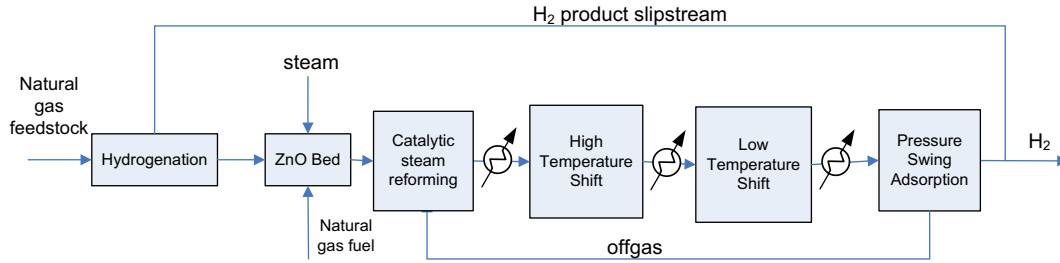 H₂ product slipstream
steam
Natural
gas
feedstock
Hydrogenation
ZnO Bed
Catalytic
steam
reforming
High
Temperature
Shift
Low
Temperature
Shift
Pressure
Swing
Adsorption
H₂
Natural
gas fuel
offgas